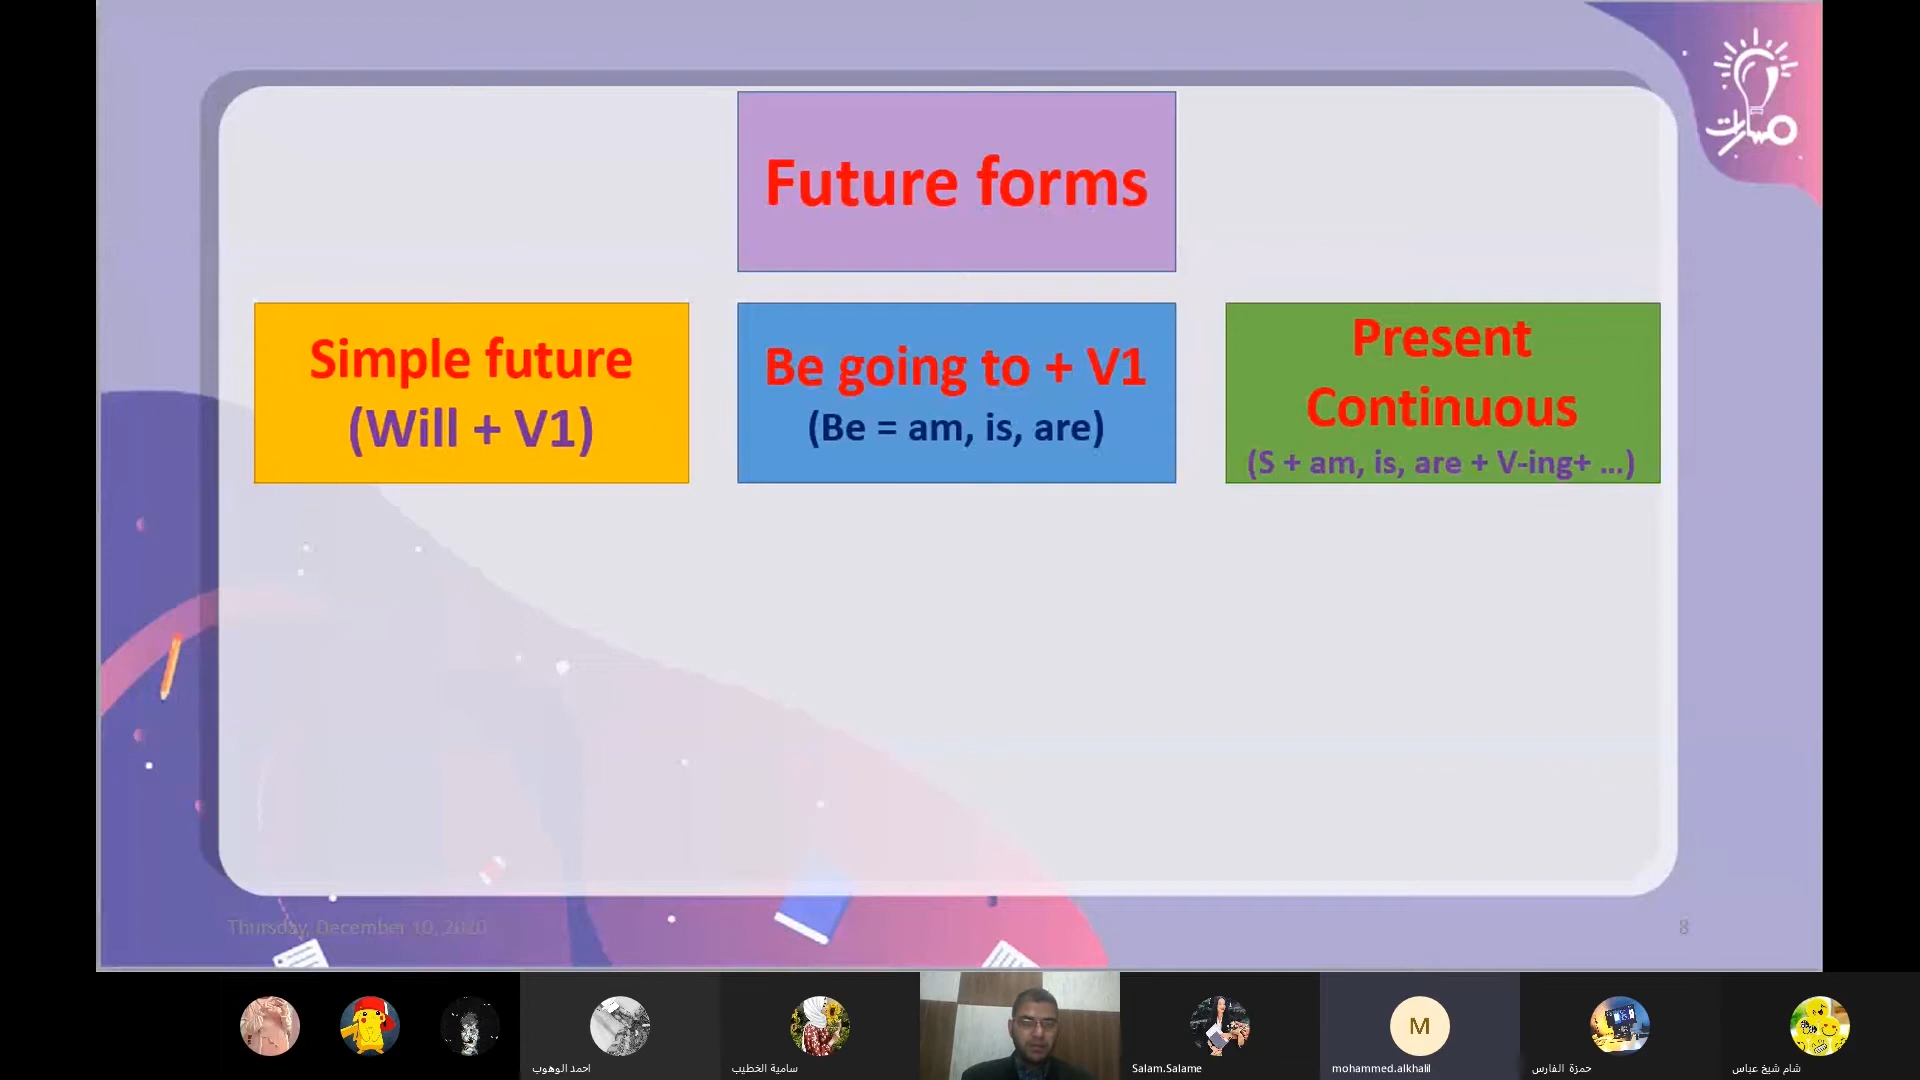 مسارات
Future forms
Simple future
(Will + V1)
Be going to + V1
(Be = am, is, are)
Present
Continuous
(S + am, is, are + V-ing+ ...)
Thursday, December 10, 2020
8
احمد الوهوب
سامية الخطيب
Salam.Salame
M
mohammed.alkhalil
حمزة الفارس
شام شيخ عباس